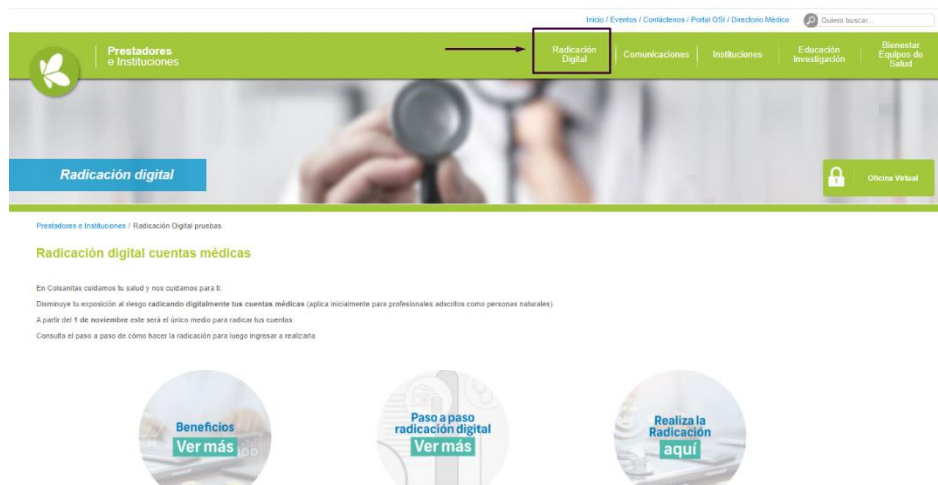 Inicio / Eventos / Contáctenos / Portal OSI / Directorio Médico
Quiero buscar...
Prestadores
e Instituciones
Radicación
Digital
Comunicaciones
Instituciones
Educación
Investigación
Bienestar
Equipos de
Salud
Radicación digital
Oficina Virtual
Prestadores e Instituciones / Radicación Digital pruebas
Radicación digital cuentas médicas
En Colsanitas cuidamos tu salud y nos cuidamos para ti.
Disminuye tu exposición al riesgo radicando digitalmente tus cuentas médicas (aplica inicialmente para profesionales adscritos como personas naturales).
A partir del 1 de noviembre este será el único medio para radicar tus cuentas.
Consulta el paso a paso de cómo hacer la radicación para luego ingresar a realizarla.
Beneficios
Ver más
Paso a paso
radicación digital
Ver más
Realiza la
Radicación
aquí